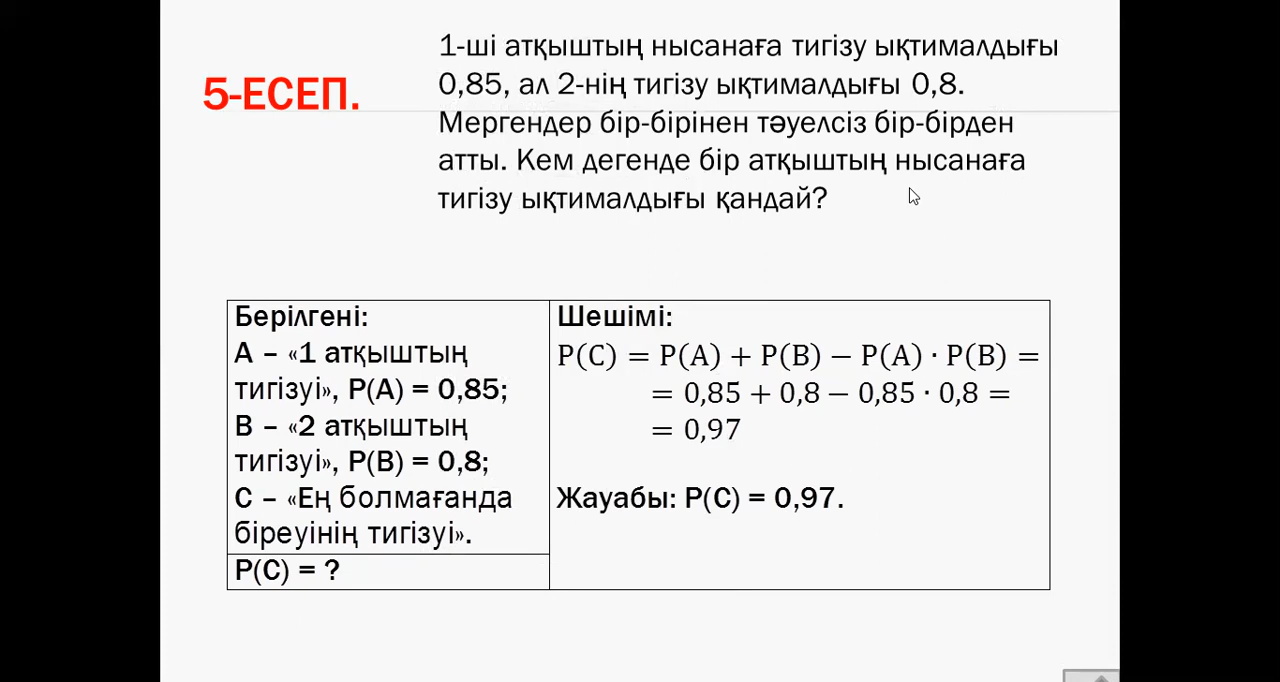 5-ЕСЕП.
1-ші атқыштың нысанаға тигізу ықтималдығы
0,85, ал 2-нің тигізу ықтималдығы 0,8.
Мергендер бір-бірінен тәуелсіз бір-бірден
атты. Кем дегенде бір атқыштың нысанаға
тигізу ықтималдығы қандай?
Берілгені:
А – «1 атқыштың
тигізуі», Р(А) = 0,85;
В – «2 атқыштың
тигізуі», Р(В) = 0,8;
С – «Ең болмағанда
біреуінің тигізуі».
Р(С) = ?
Шешімі:
P(C) = P(A) + P(B) − P(A) · P(B) =
= 0,85 + 0,8 − 0,85 · 0,8 =
= 0,97
Жауабы: Р(С) = 0,97.